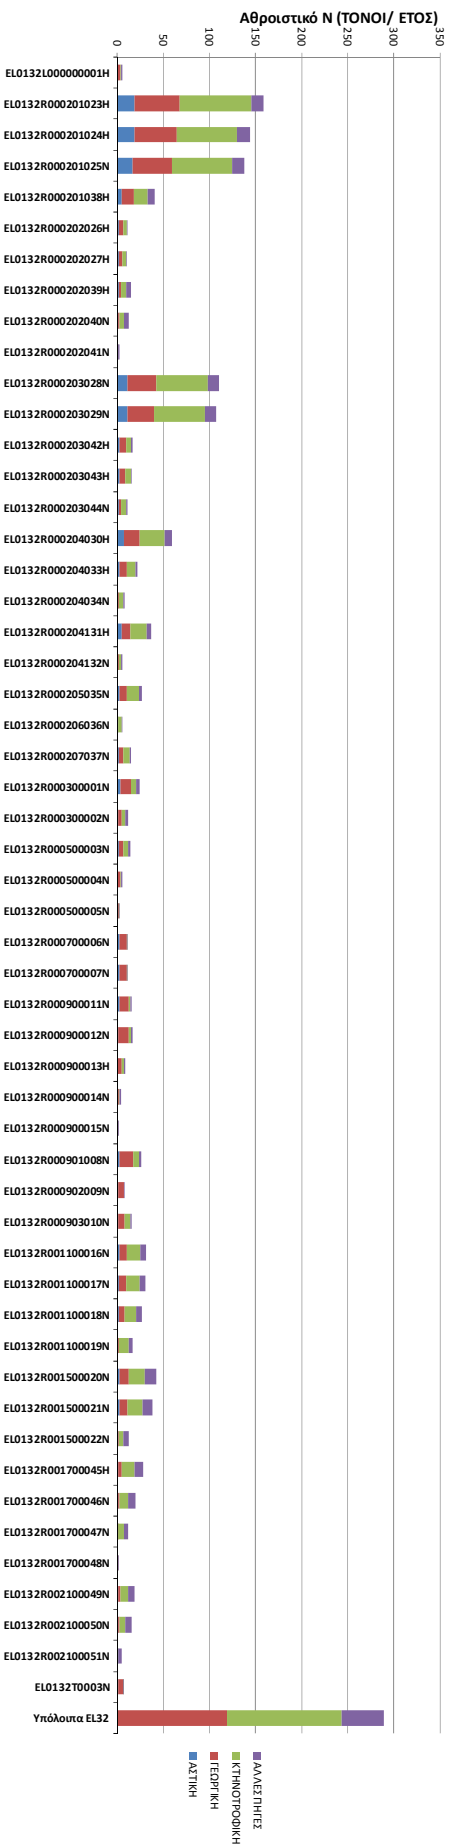 Αθροιστικό Ν (ΤΟΝΟΙ/ ΕΤΟΣ)
0
50
100
150
200
250
300
350
EL0132L000000001H
EL0132R000201023H
EL0132R000201024H
EL0132R000201025N
EL0132R000201038H
EL0132R000202026H
EL0132R000202027H
EL0132R000202039H
EL0132R000202040N
EL0132R000202041N
EL0132R000203028N
EL0132R000203029N
EL0132R000203042H
EL0132R000203043H
EL0132R000203044N
EL0132R000204030H
EL0132R000204033H
EL0132R000204034N
EL0132R000204131H
EL0132R000204132N
EL0132R000205035N
EL0132R000206036N
EL0132R000207037N
EL0132R000300001N
EL0132R000300002N
EL0132R000500003N
EL0132R000500004N
EL0132R000500005N
EL0132R000700006N
EL0132R000700007N
EL0132R000900011N
EL0132R000900012N
EL0132R000900013H
EL0132R000900014N
EL0132R000900015N
EL0132R000901008N
EL0132R000902009N
EL0132R000903010N
EL0132R001100016N
EL0132R001100017N
EL0132R001100018N
EL0132R001100019N
EL0132R001500020N
EL0132R001500021N
EL0132R001500022N
EL0132R001700045H
EL0132R001700046N
EL0132R001700047N
EL0132R001700048N
EL0132R002100049N
EL0132R002100050N
EL0132R002100051N
EL0132T0003N
Υπόλοιπα EL32
ΑΣΤΙΚΗ
ΓΕΩΡΓΙΚΗ
ΚΤΗΝΟΤΡΟΦΙΚΗ
ΑΛΛΕΣ ΠΗΓΕΣ